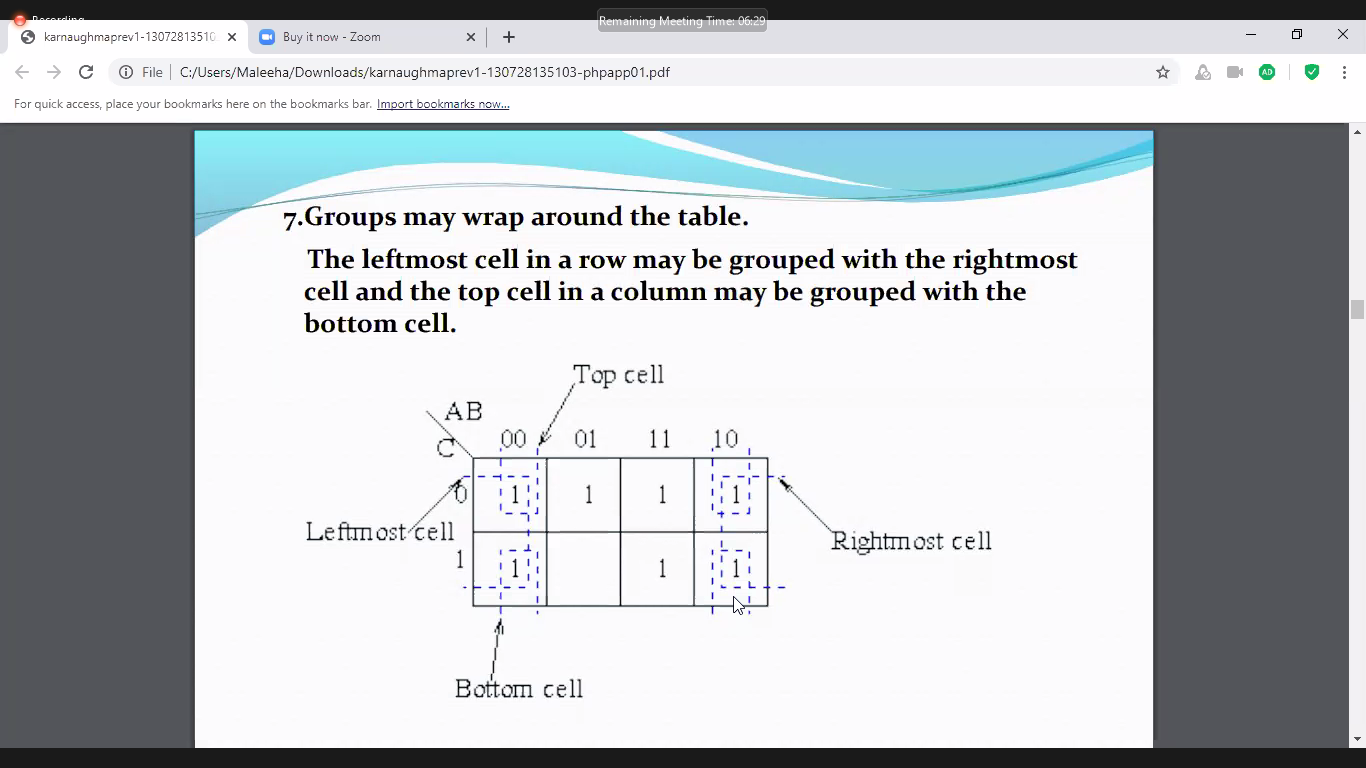 Recording
Remaining Meeting Time: 06:29
karnaughmaprev1-1307281351O
Buy it now - Zoom
File
C:/Users/Maleeha/Downloads/karnaughmaprev1-130728135103-phpapp01.pdf
AD
For quick access, place your bookmarks here on the bookmarks bar. Import bookmarks now...
7.Groups may wrap around the table.
The leftmost cell in a row may be grouped with the rightmost
cell and the top cell in a column may be grouped with the
bottom cell.
Top cell
AB
C
00 01 11 10
0 1 1 1 1
Leftmost cell
Rightmost cell
1 1 1 1
Bottom cell